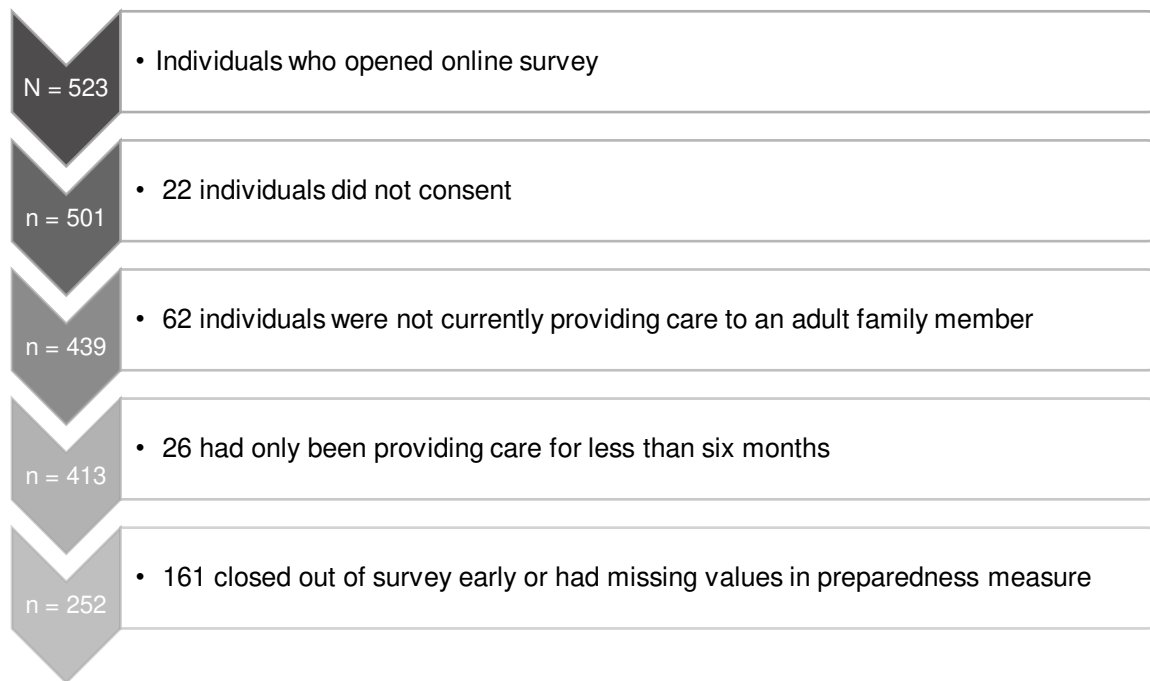 N = 523
• Individuals who opened online survey
n = 501
• 22 individuals did not consent
n = 439
• 62 individuals were not currently providing care to an adult family member
n = 413
• 26 had only been providing care for less than six months
n = 252
• 161 closed out of survey early or had missing values in preparedness measure